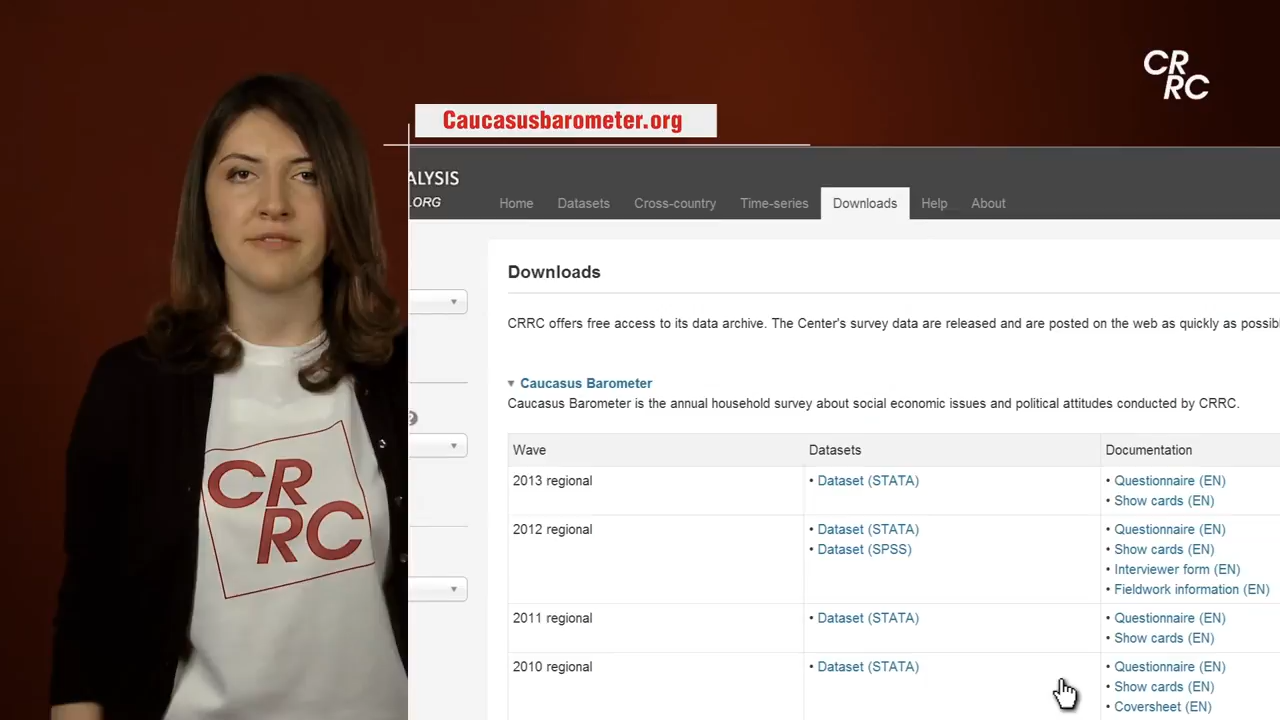 CR
RC
Caucasusbarometer.org
ALYSIS
.ORG
Home Datasets Cross-country Time-series Downloads Help About
Downloads
CRRC offers free access to its data archive. The Center's survey data are released and are posted on the web as quickly as possibl
▾ Caucasus Barometer
Caucasus Barometer is the annual household survey about social economic issues and political attitudes conducted by CRRC.
Wave Datasets Documentation
2013 regional • Dataset (STATA) • Questionnaire (EN)
• Show cards (EN)
2012 regional • Dataset (STATA) • Questionnaire (EN)
• Dataset (SPSS) • Show cards (EN)
• Interviewer form (EN)
• Fieldwork information (EN)
2011 regional • Dataset (STATA) • Questionnaire (EN)
• Show cards (EN)
2010 regional • Dataset (STATA) • Questionnaire (EN)
• Show cards (EN)
• Coversheet (EN)
CR
RC